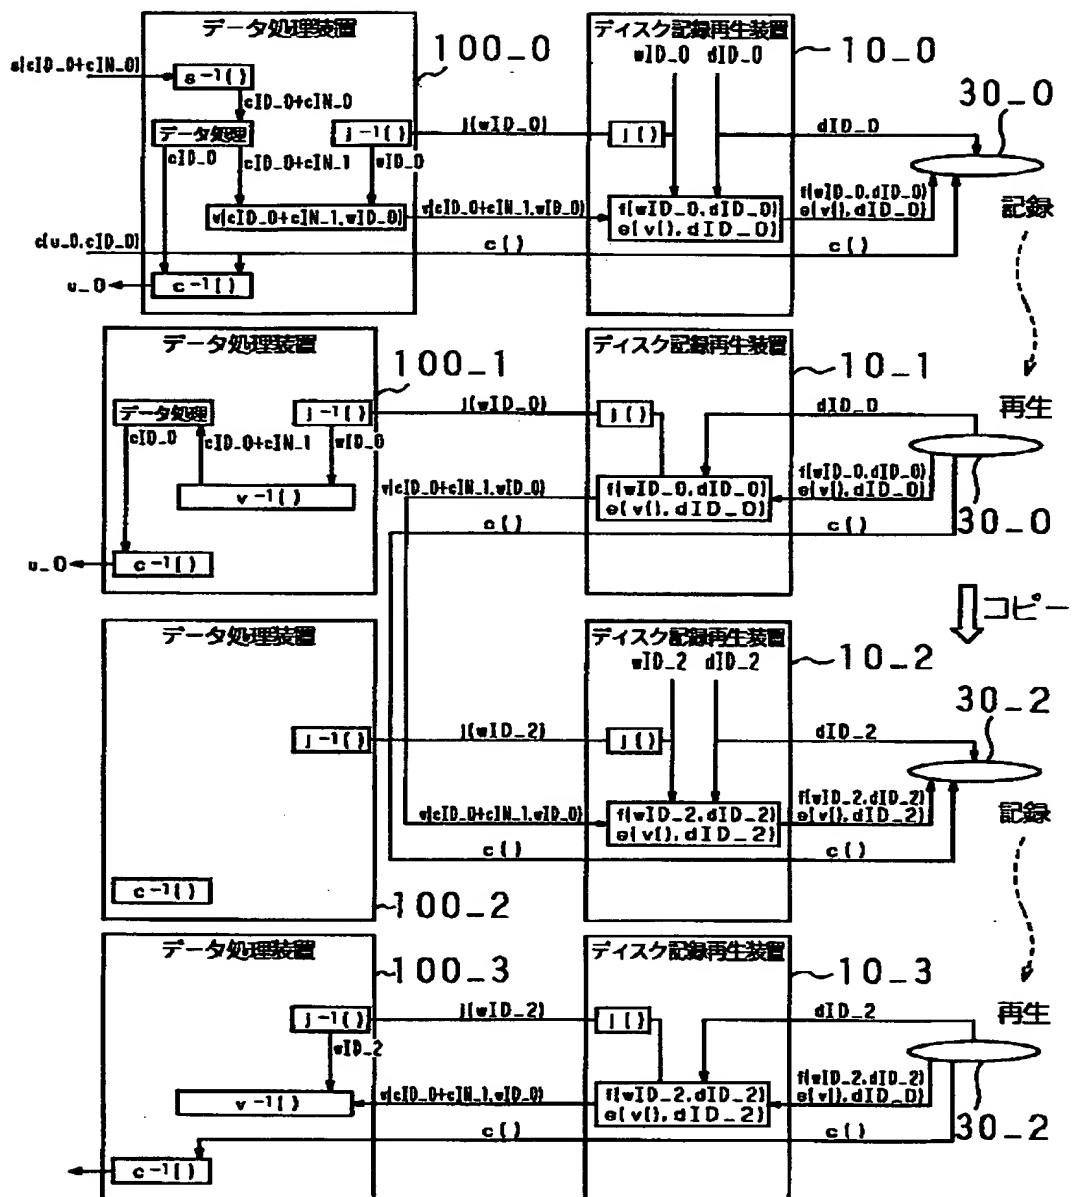 データ処理装置
100_0
ディスク記録再生装置
10_0
wID_0 dID_0
s{cID_0+cIN_0}
s⁻¹{}
cID_0+cIN_0
データ処理
j⁻¹{}
j{wID_0}
j{}
dID_0
30_0
cID_0
cID_0+cIN_1
wID_0
v{cID_0+cIN_1,wID_0}
v{cID_0+cIN_1,wID_0}
f{wID_0,dID_0}
e{v{},dID_0}
f{wID_0,dID_0}
e{v{},dID_0}
記録
c{u_0,cID_0}
c{}
c{}
u_0
c⁻¹{}
データ処理装置
100_1
ディスク記録再生装置
10_1
再生
データ処理
j⁻¹{}
j{wID_0}
j{}
dID_0
cID_0
cID_0+cIN_1
wID_0
v⁻¹{}
v{cID_0+cIN_1,wID_0}
f{wID_0,dID_0}
e{v{},dID_0}
f{wID_0,dID_0}
e{v{},dID_0}
c{}
30_0
u_0
c⁻¹{}
コピー
データ処理装置
ディスク記録再生装置
10_2
wID_2 dID_2
30_2
j⁻¹{}
j{wID_2}
j{}
dID_2
v{cID_0+cIN_1,wID_0}
f{wID_2,dID_2}
e{v{},dID_2}
f{wID_2,dID_2}
e{v{},dID_2}
記録
c{}
c{}
c⁻¹{}
100_2
データ処理装置
100_3
ディスク記録再生装置
10_3
再生
j⁻¹{}
j{wID_2}
j{}
dID_2
wID_2
v⁻¹{}
v{cID_0+cIN_1,wID_0}
f{wID_2,dID_2}
e{v{},dID_2}
f{wID_2,dID_2}
e{v{},dID_0}
c{}
c{}
30_2
c⁻¹{}